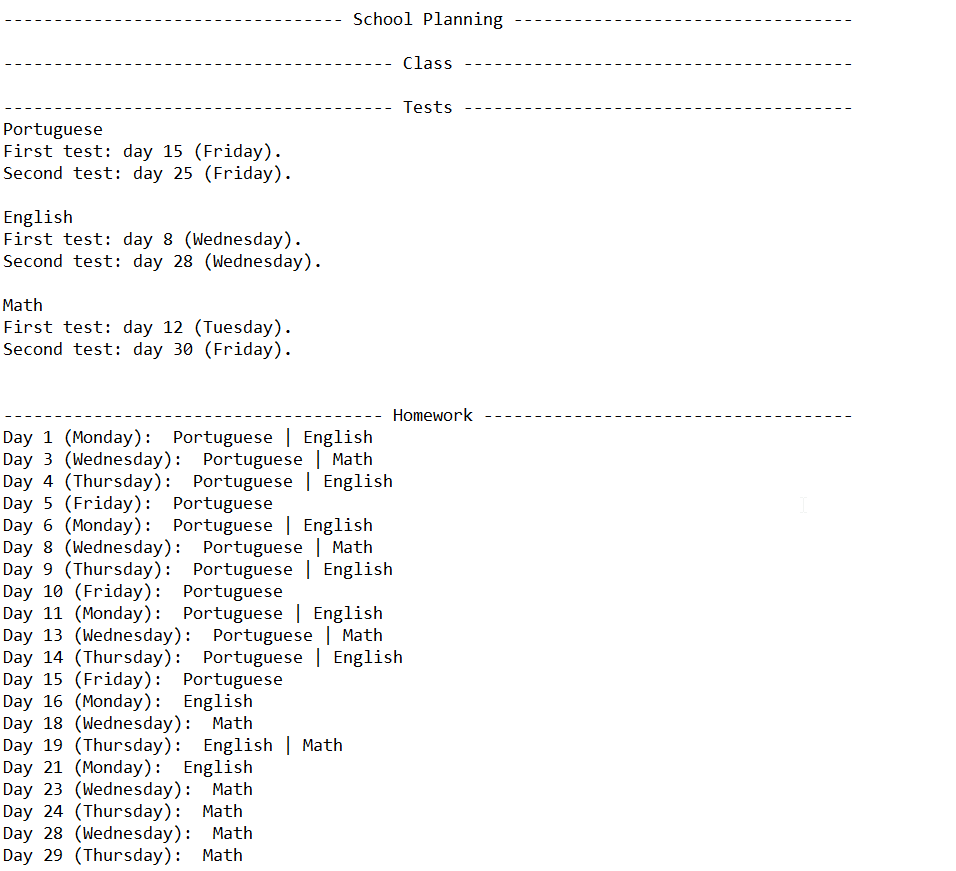 ---------------------------------- School Planning ----------------------------------
--------------------------------------- Class ---------------------------------------
--------------------------------------- Tests ---------------------------------------
Portuguese
First test: day 15 (Friday).
Second test: day 25 (Friday).
English
First test: day 8 (Wednesday).
Second test: day 28 (Wednesday).
Math
First test: day 12 (Tuesday).
Second test: day 30 (Friday).
-------------------------------------- Homework -------------------------------------
Day 1 (Monday):  Portuguese | English
Day 3 (Wednesday):  Portuguese | Math
Day 4 (Thursday):  Portuguese | English
Day 5 (Friday):  Portuguese
Day 6 (Monday):  Portuguese | English
Day 8 (Wednesday):  Portuguese | Math
Day 9 (Thursday):  Portuguese | English
Day 10 (Friday):  Portuguese
Day 11 (Monday):  Portuguese | English
Day 13 (Wednesday):  Portuguese | Math
Day 14 (Thursday):  Portuguese | English
Day 15 (Friday):  Portuguese
Day 16 (Monday):  English
Day 18 (Wednesday):  Math
Day 19 (Thursday):  English | Math
Day 21 (Monday):  English
Day 23 (Wednesday):  Math
Day 24 (Thursday):  Math
Day 28 (Wednesday):  Math
Day 29 (Thursday):  Math